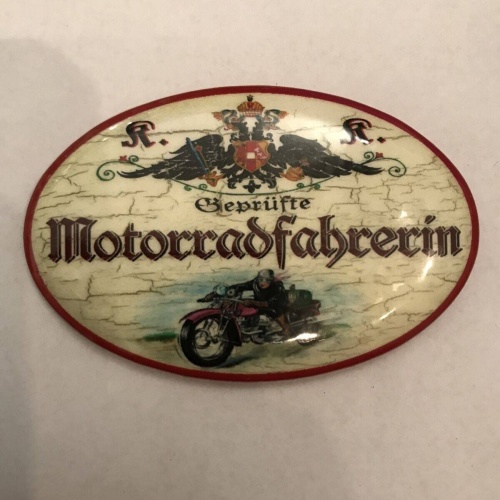 K. K.
Geprüfte
Motorradfahrerin